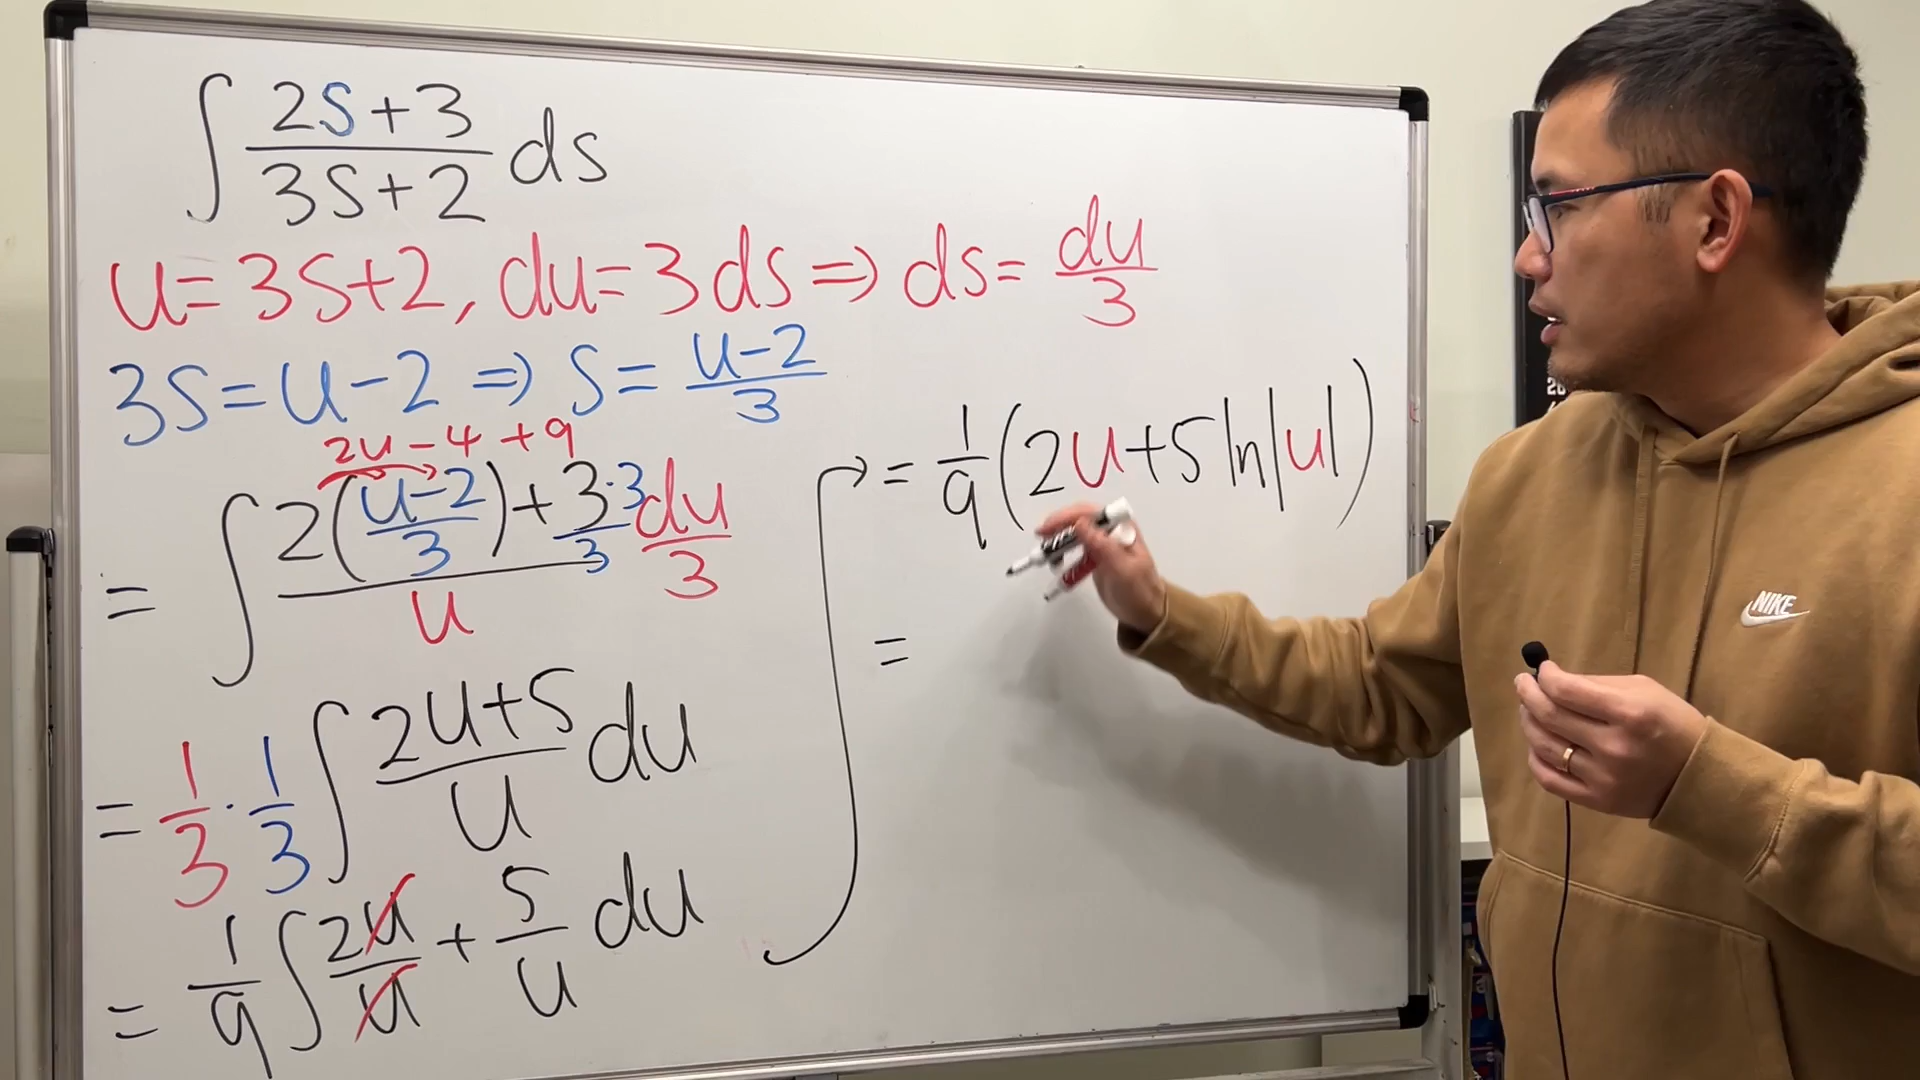 ∫ (2s+3)/(3s+2) ds
u = 3s+2, du = 3ds ⇒ ds = du/3
3s = u-2 ⇒ s = (u-2)/3
2u - 4 + 9
= ∫ (2((u-2)/3) + (3·3)/3)/u du/3
= 1/3 · 1/3 ∫ (2u+5)/u du
= 1/9 ∫ 2u/u + 5/u du
= 1/9 (2u + 5 ln|u|)
=
NIKE